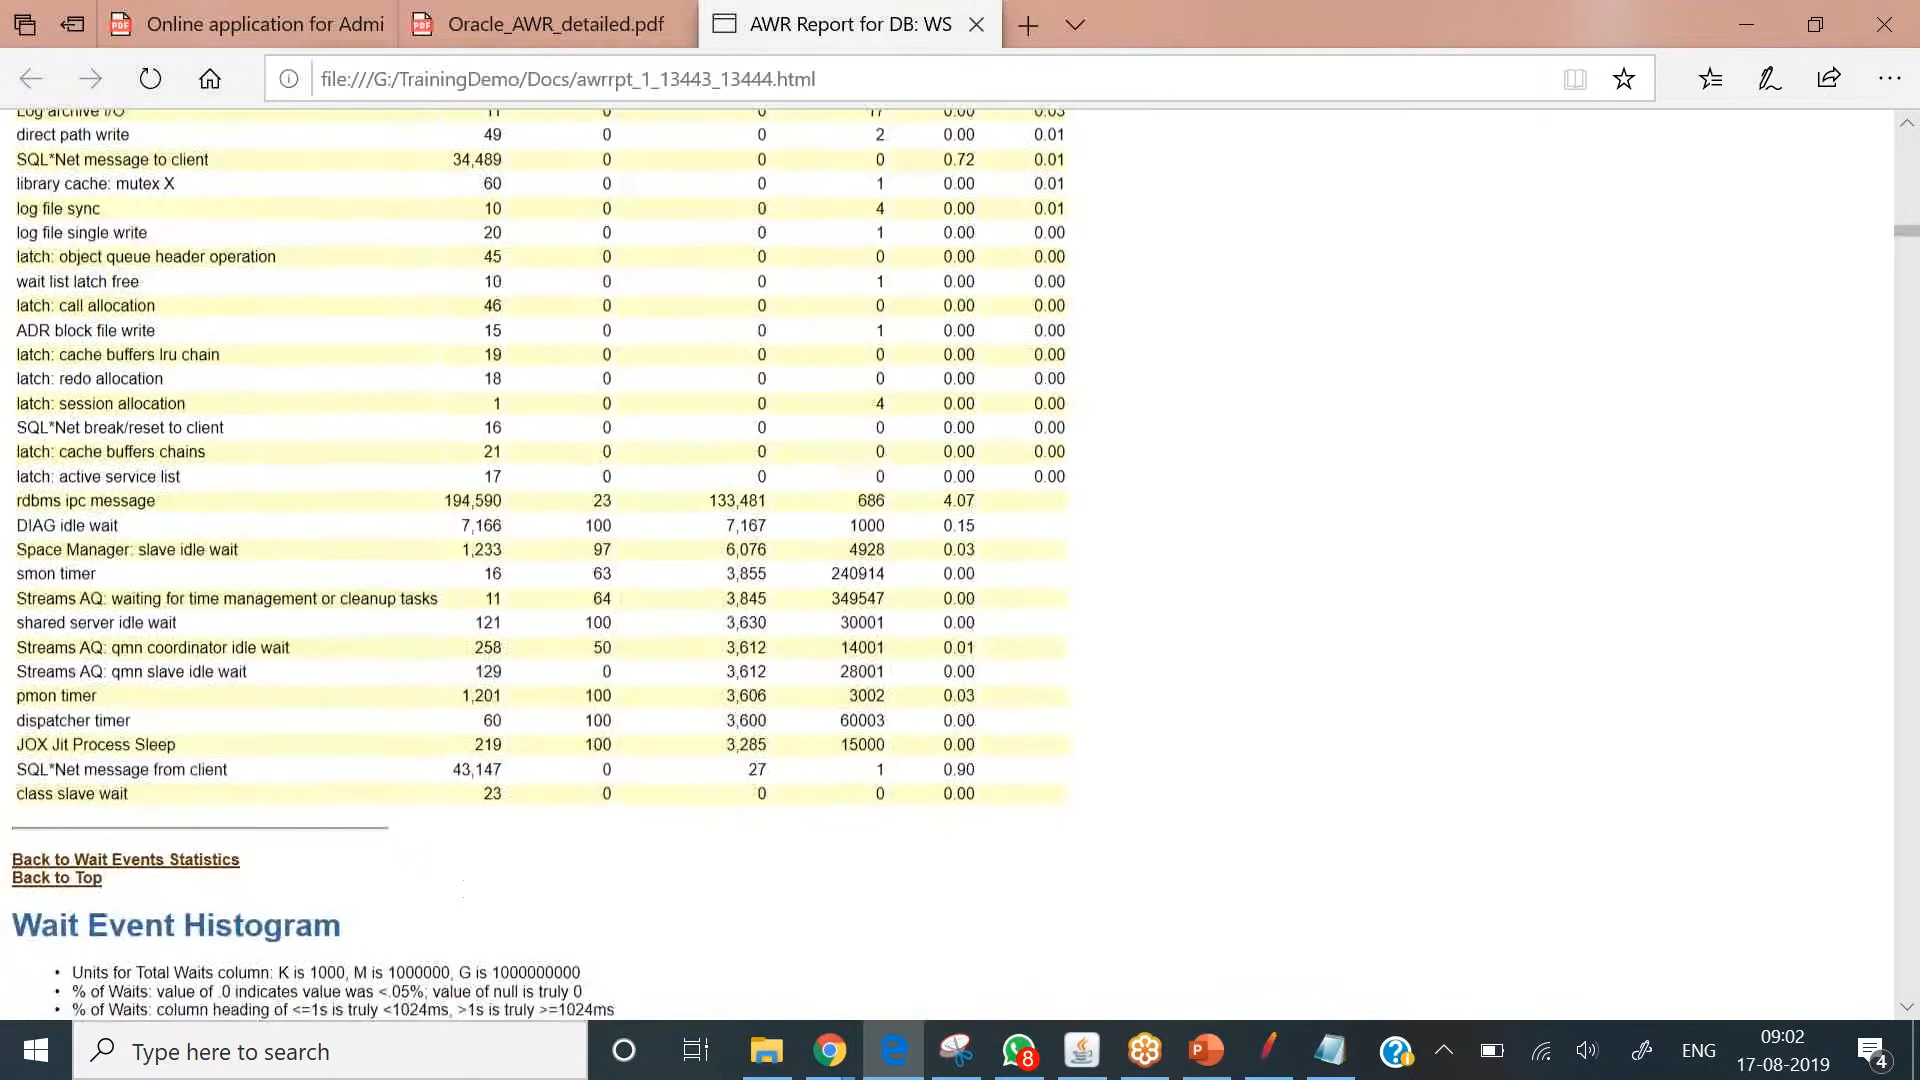 Online application for Admi
Oracle_AWR_detailed.pdf
AWR Report for DB: WS
file:///G:/TrainingDemo/Docs/awrrpt_1_13443_13444.html
Log archive I/O 11 0 0 17 0.00 0.03
direct path write 49 0 0 2 0.00 0.01
SQL*Net message to client 34,489 0 0 0 0.72 0.01
library cache: mutex X 60 0 0 1 0.00 0.01
log file sync 10 0 0 4 0.00 0.01
log file single write 20 0 0 1 0.00 0.00
latch: object queue header operation 45 0 0 0 0.00 0.00
wait list latch free 10 0 0 1 0.00 0.00
latch: call allocation 46 0 0 0 0.00 0.00
ADR block file write 15 0 0 1 0.00 0.00
latch: cache buffers lru chain 19 0 0 0 0.00 0.00
latch: redo allocation 18 0 0 0 0.00 0.00
latch: session allocation 1 0 0 4 0.00 0.00
SQL*Net break/reset to client 16 0 0 0 0.00 0.00
latch: cache buffers chains 21 0 0 0 0.00 0.00
latch: active service list 17 0 0 0 0.00 0.00
rdbms ipc message 194,590 23 133,481 686 4.07
DIAG idle wait 7,166 100 7,167 1000 0.15
Space Manager: slave idle wait 1,233 97 6,076 4928 0.03
smon timer 16 63 3,855 240914 0.00
Streams AQ: waiting for time management or cleanup tasks 11 64 3,845 349547 0.00
shared server idle wait 121 100 3,630 30001 0.00
Streams AQ: qmn coordinator idle wait 258 50 3,612 14001 0.01
Streams AQ: qmn slave idle wait 129 0 3,612 28001 0.00
pmon timer 1,201 100 3,606 3002 0.03
dispatcher timer 60 100 3,600 60003 0.00
JOX Jit Process Sleep 219 100 3,285 15000 0.00
SQL*Net message from client 43,147 0 27 1 0.90
class slave wait 23 0 0 0 0.00
Back to Wait Events Statistics
Back to Top
Wait Event Histogram
• Units for Total Waits column: K is 1000, M is 1000000, G is 1000000000
• % of Waits: value of .0 indicates value was <.05%; value of null is truly 0
• % of Waits: column heading of <=1s is truly <1024ms, >1s is truly >=1024ms
Type here to search
8
ENG
09:02
17-08-2019
4